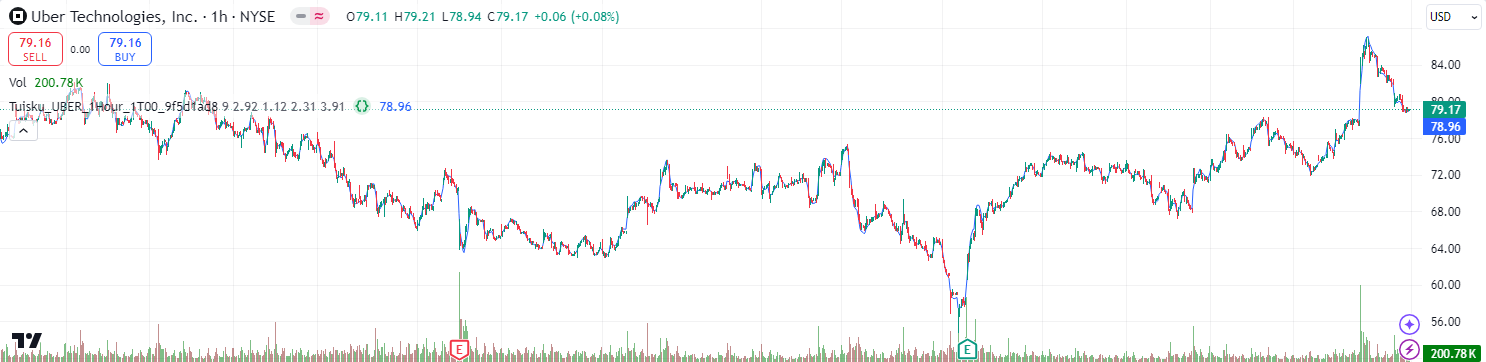 Uber Technologies, Inc. · 1h · NYSE O79.11 H79.21 L78.94 C79.17 +0.06 (+0.08%)
USD
79.16 SELL
0.00
79.16 BUY
Vol 200.78K
Tuisku_UBER_1Hour_1T00_9f5d1ad8 9 2.92 1.12 2.31 3.91 {} 78.96
84.00
80.00
79.17
78.96
76.00
72.00
68.00
64.00
60.00
56.00
200.78K
E
E